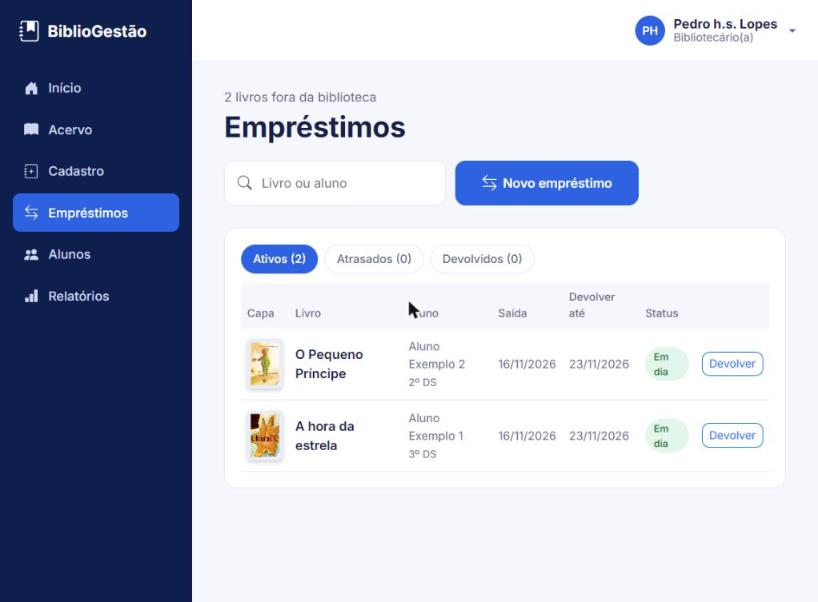 BiblioGestão
PH
Pedro h.s. Lopes
Bibliotecário(a)
Início
Acervo
Cadastro
Empréstimos
Alunos
Relatórios
2 livros fora da biblioteca
Empréstimos
Livro ou aluno
Novo empréstimo
Ativos (2)
Atrasados (0)
Devolvidos (0)
Capa
Livro
uno
Saída
Devolver
até
Status
O Pequeno
Príncipe
Aluno
Exemplo 2
2º DS
16/11/2026
23/11/2026
Em
dia
Devolver
A hora da
estrela
Aluno
Exemplo 1
3º DS
16/11/2026
23/11/2026
Em
dia
Devolver